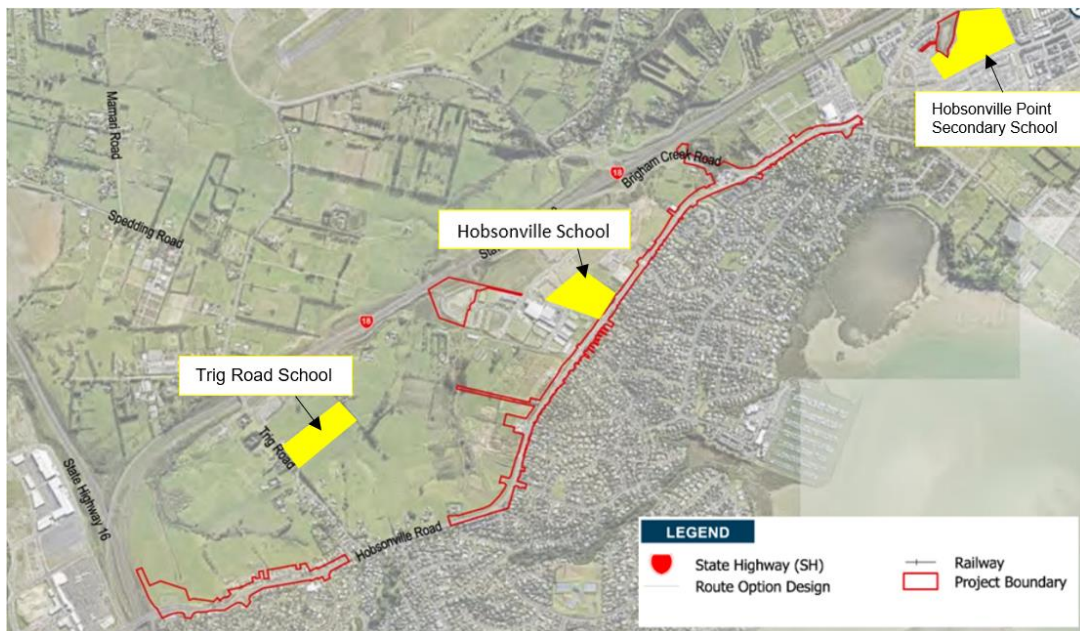 Maman Road
Spedding Road
18
Brigham Creek Road
Hobsonville Point
Secondary School
Hobsonville School
18
Trig Road School
Trig Road
State Highway 16
Hobsonville Road
LEGEND
State Highway (SH)
Route Option Design
Railway
Project Boundary